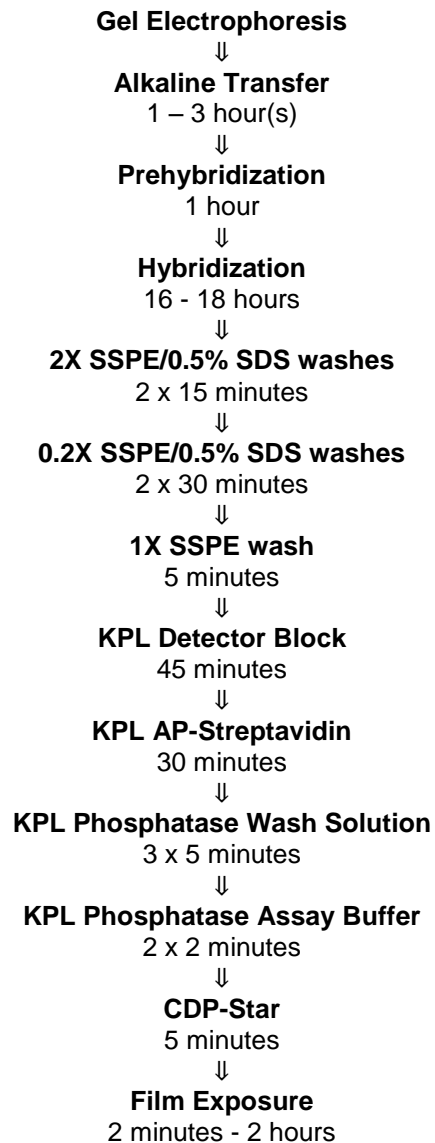 Gel Electrophoresis
⇓
Alkaline Transfer
1 – 3 hour(s)
⇓
Prehybridization
1 hour
⇓
Hybridization
16 - 18 hours
⇓
2X SSPE/0.5% SDS washes
2 x 15 minutes
⇓
0.2X SSPE/0.5% SDS washes
2 x 30 minutes
⇓
1X SSPE wash
5 minutes
⇓
KPL Detector Block
45 minutes
⇓
KPL AP-Streptavidin
30 minutes
⇓
KPL Phosphatase Wash Solution
3 x 5 minutes
⇓
KPL Phosphatase Assay Buffer
2 x 2 minutes
⇓
CDP-Star
5 minutes
⇓
Film Exposure
2 minutes - 2 hours